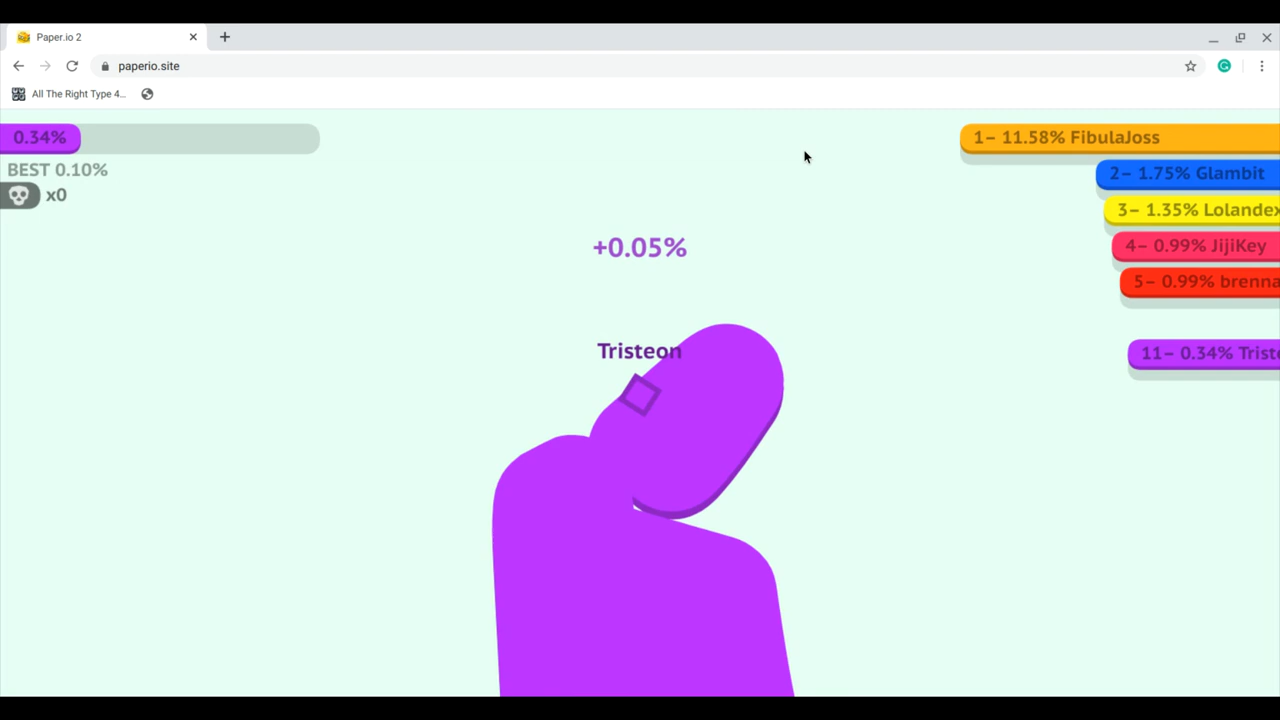 Paper.io 2
paperio.site
All The Right Type 4...
0.34%
BEST 0.10%
x0
1– 11.58% FibulaJoss
2– 1.75% Glambit
3– 1.35% Lolandex
4– 0.99% JijiKey
5– 0.99% brenna
11– 0.34% Triste
+0.05%
Tristeon